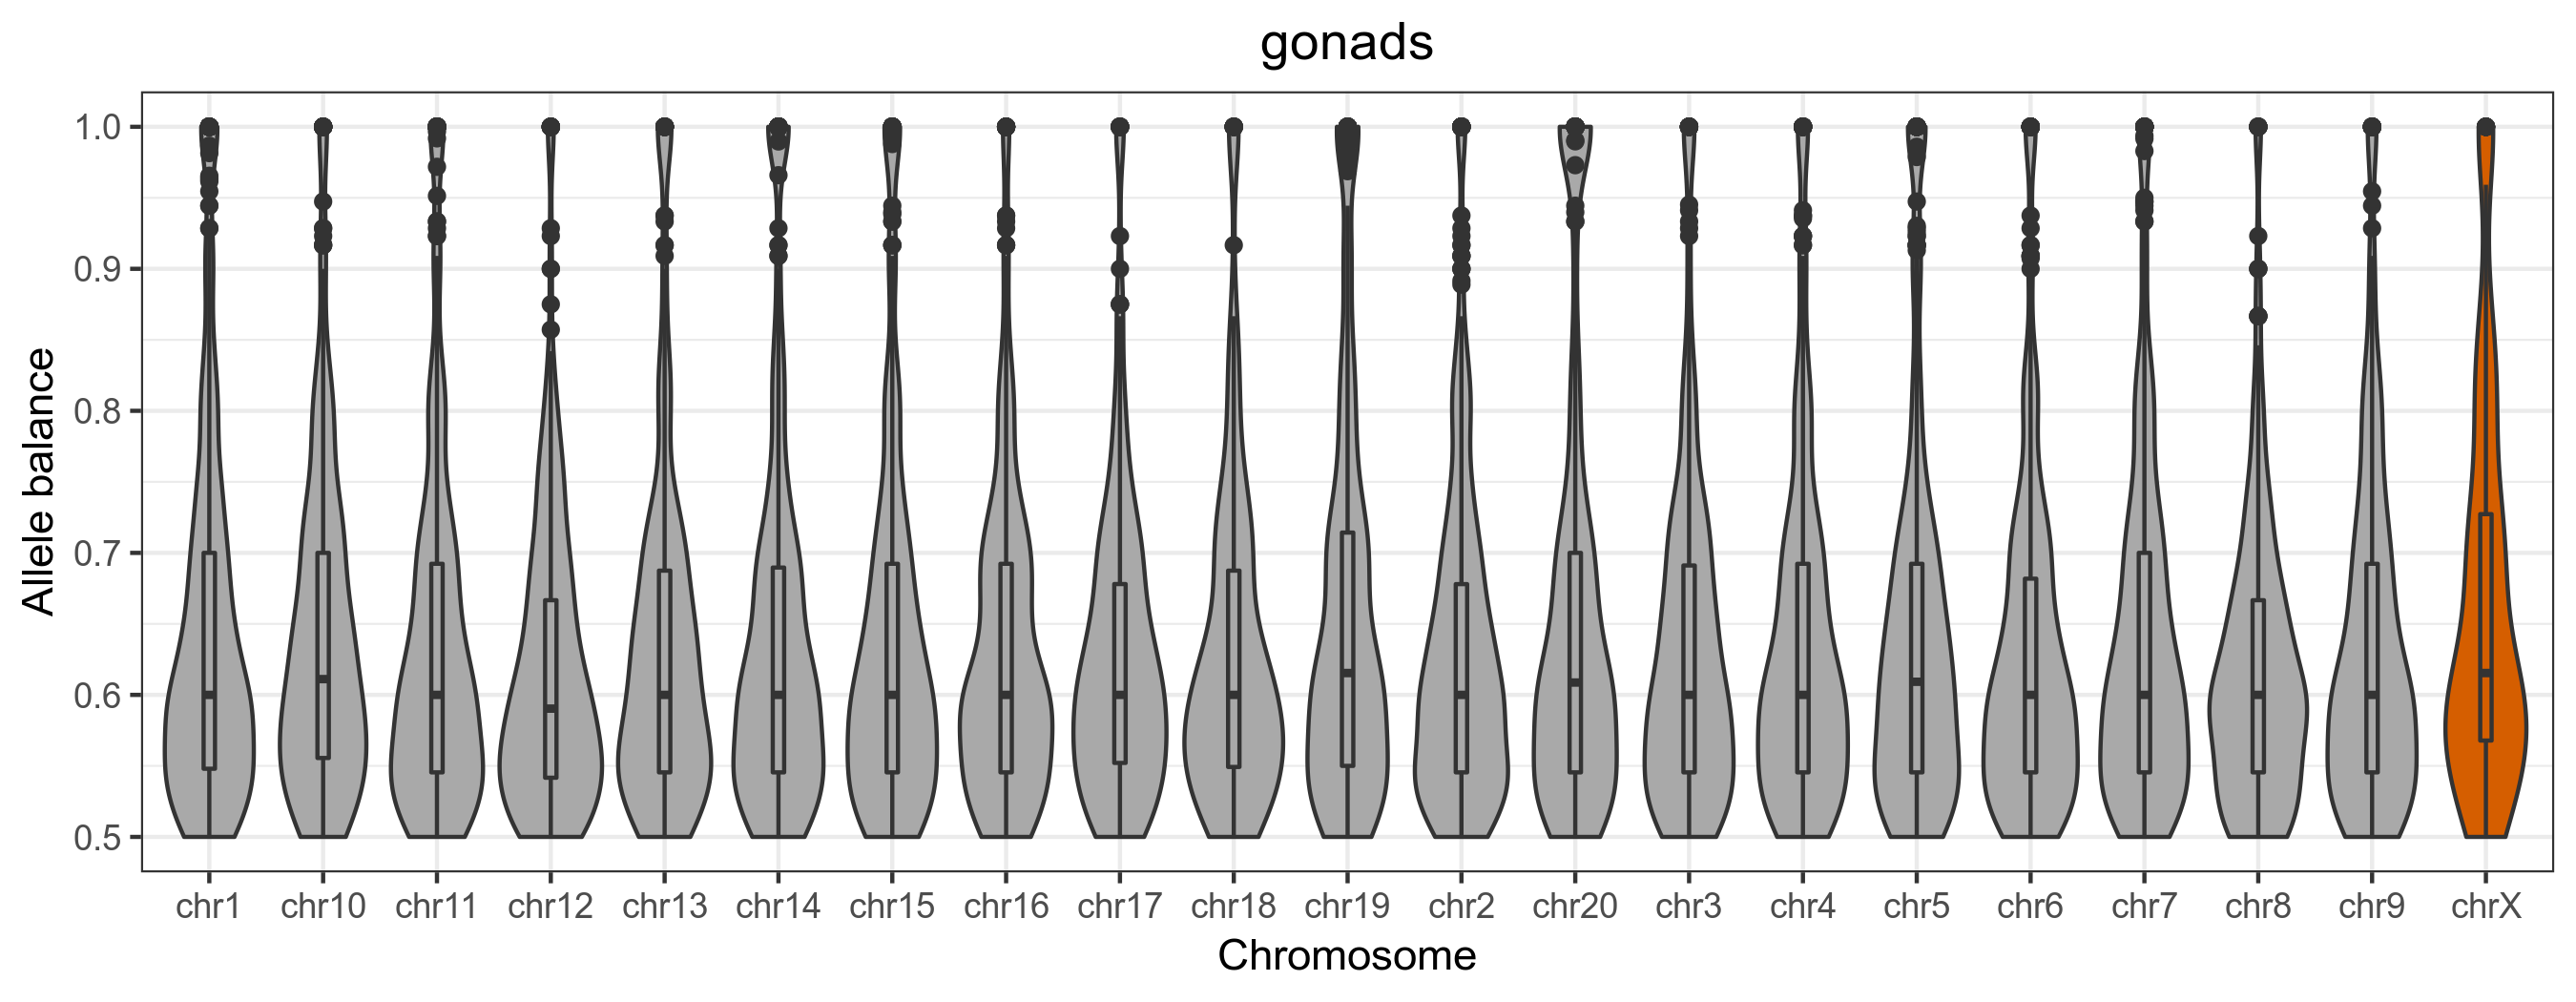 gonads
Allele balance
1.0
0.9
0.8
0.7
0.6
0.5
chr1 chr10 chr11 chr12 chr13 chr14 chr15 chr16 chr17 chr18 chr19 chr2 chr20 chr3 chr4 chr5 chr6 chr7 chr8 chr9 chrX
Chromosome